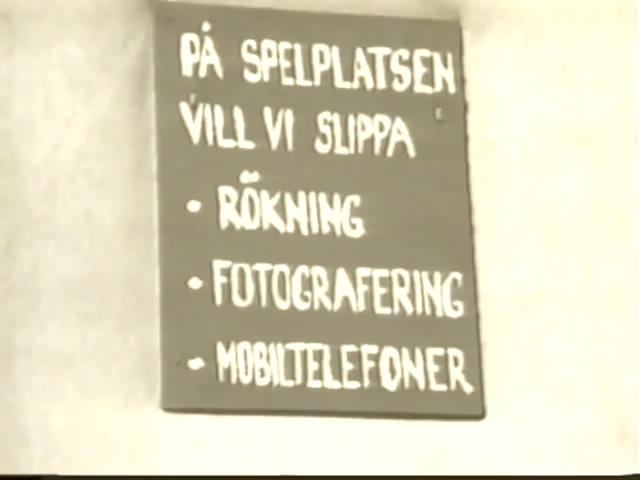 PÅ SPELPLATSEN
VILL VI SLIPPA
• RÖKNING
• FOTOGRAFERING
• MOBILTELEFONER